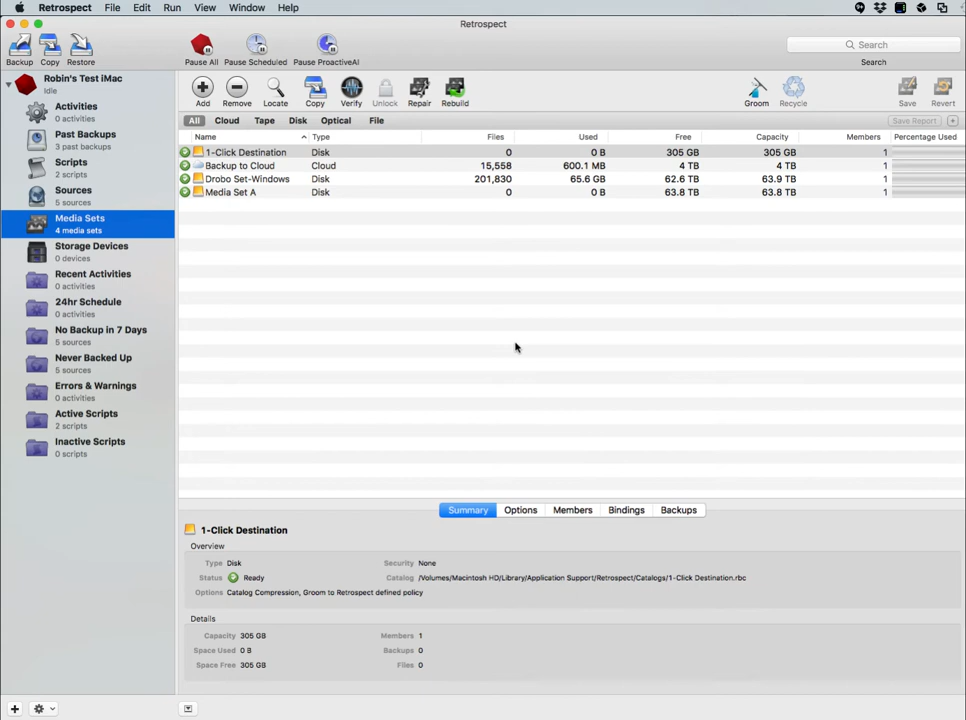 Retrospect File Edit Run View Window Help
Retrospect
Backup Copy Restore Pause All Pause Scheduled Pause ProactiveAI Search
Search
Robin's Test iMac
Idle
Activities
0 activities
Past Backups
3 past backups
Scripts
2 scripts
Sources
5 sources
Media Sets
4 media sets
Storage Devices
0 devices
Recent Activities
0 activities
24hr Schedule
0 activities
No Backup in 7 Days
5 sources
Never Backed Up
5 sources
Errors & Warnings
0 activities
Active Scripts
2 scripts
Inactive Scripts
0 scripts
Add Remove Locate Copy Verify Unlock Repair Rebuild Groom Recycle Save Revert
All Cloud Tape Disk Optical File Save Report
Name Type Files Used Free Capacity Members Percentage Used
1-Click Destination Disk 0 0 B 305 GB 305 GB 1
Backup to Cloud Cloud 15,558 600.1 MB 4 TB 4 TB 1
Drobo Set-Windows Disk 201,830 65.6 GB 62.6 TB 63.9 TB 1
Media Set A Disk 0 0 B 63.8 TB 63.8 TB 1
Summary Options Members Bindings Backups
1-Click Destination
Overview
Type Disk Security None
Status Ready Catalog /Volumes/Macintosh HD/Library/Application Support/Retrospect/Catalogs/1-Click Destination.rbc
Options Catalog Compression, Groom to Retrospect defined policy
Details
Capacity 305 GB Members 1
Space Used 0 B Backups 0
Space Free 305 GB Files 0